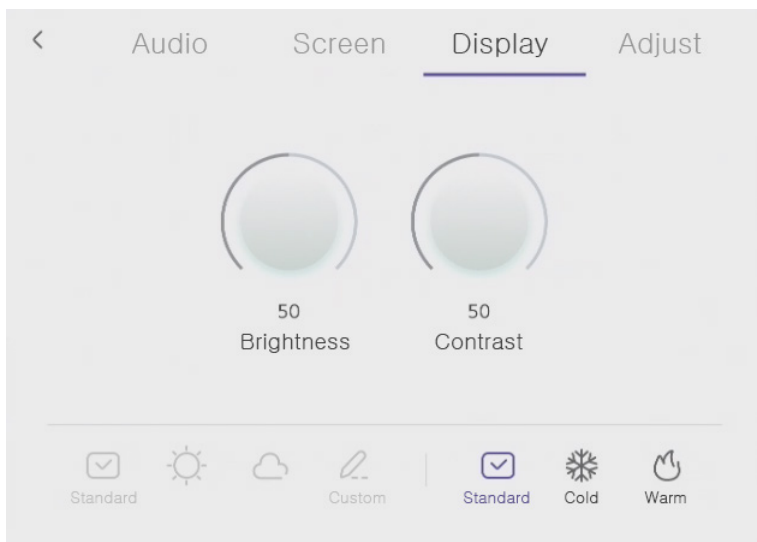 Audio Screen Display Adjust
50 50
Brightness Contrast
Standard Custom Standard Cold Warm